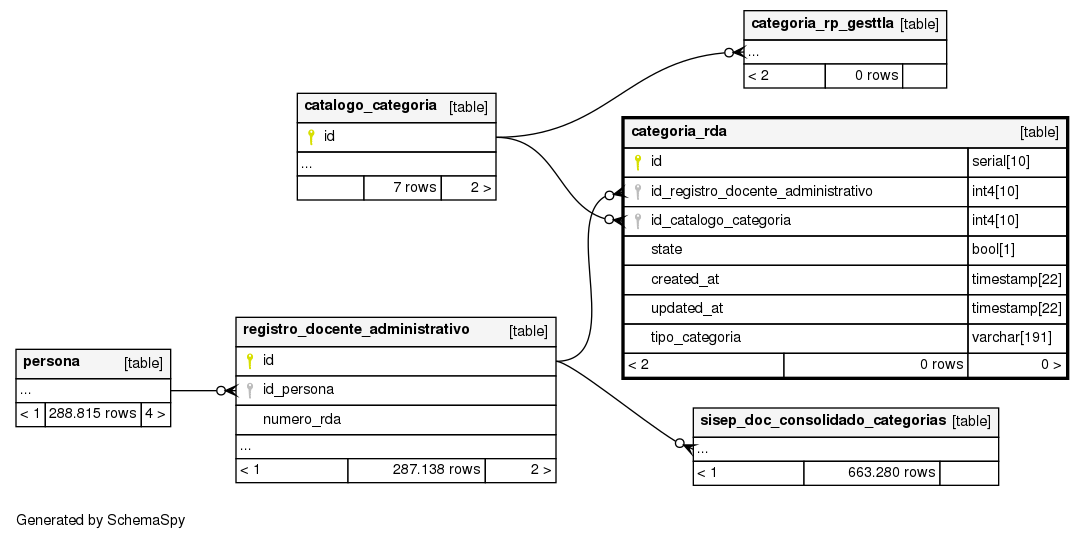 categoria_rp_gesttla [table]
...
< 2 0 rows
catalogo_categoria [table]
id
...
7 rows 2 >
categoria_rda [table]
id serial[10]
id_registro_docente_administrativo int4[10]
id_catalogo_categoria int4[10]
state bool[1]
created_at timestamp[22]
updated_at timestamp[22]
tipo_categoria varchar[191]
< 2 0 rows 0 >
registro_docente_administrativo [table]
id
id_persona
numero_rda
...
< 1 287.138 rows 2 >
persona [table]
...
< 1 288.815 rows 4 >
sisep_doc_consolidado_categorias [table]
...
< 1 663.280 rows
Generated by SchemaSpy